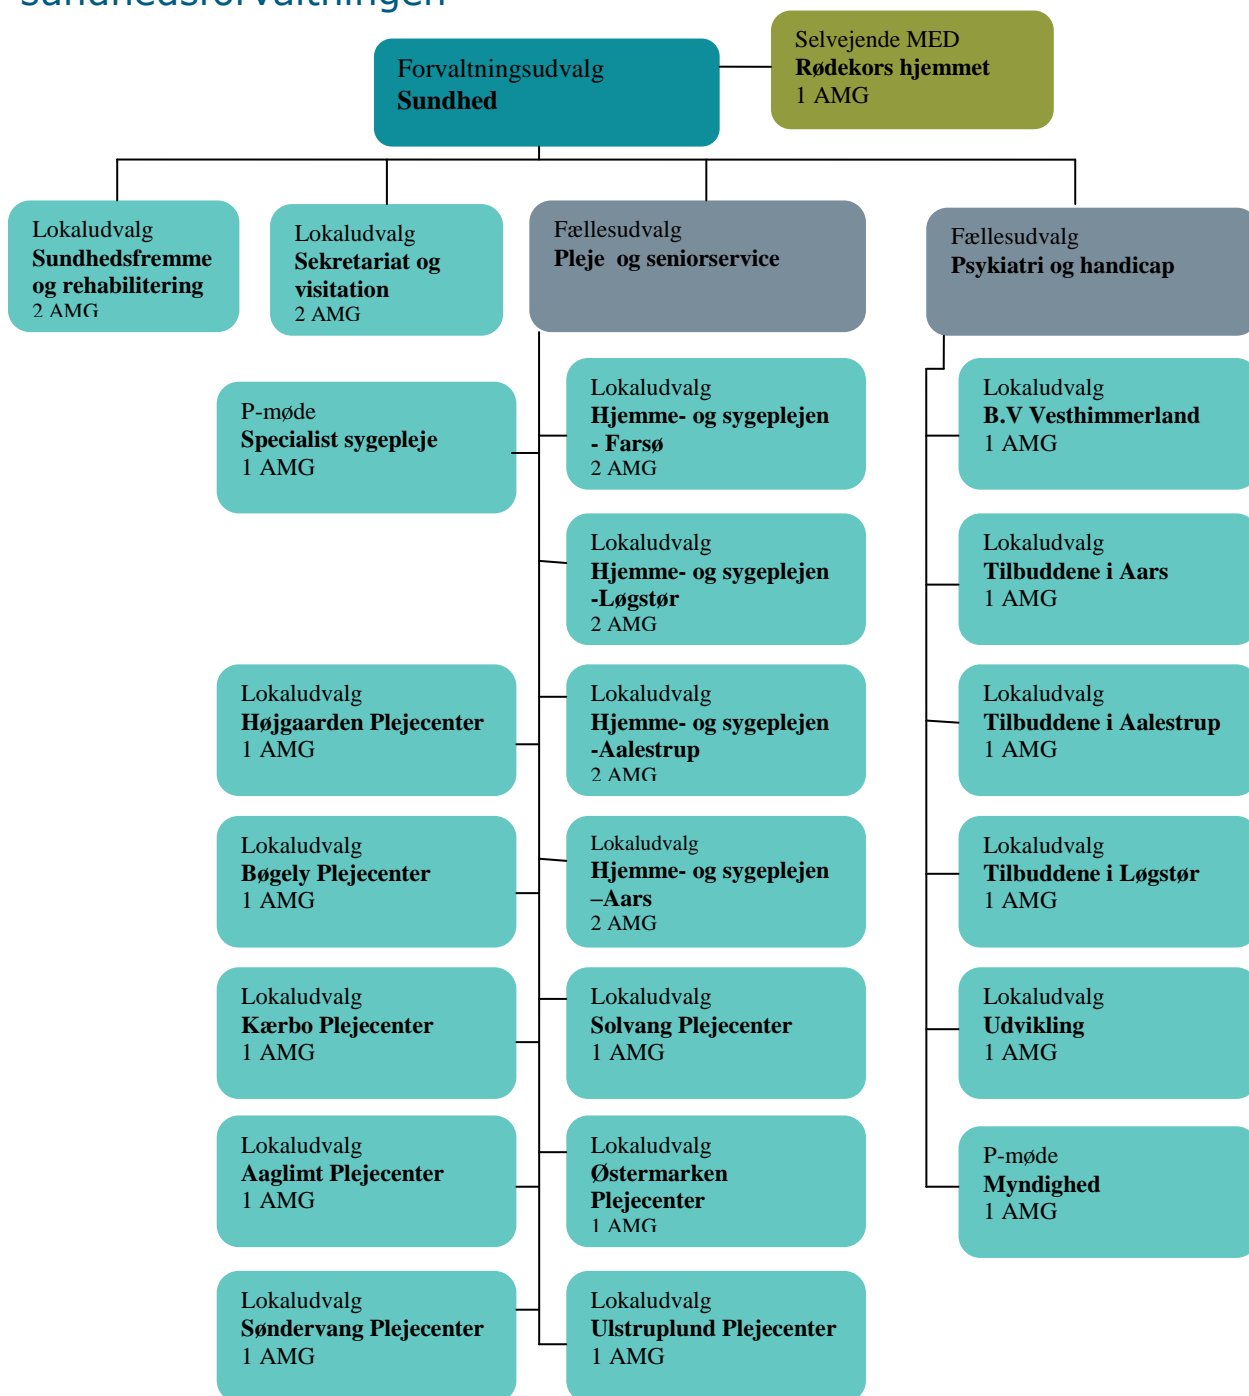 sundhedsforvaltningen
Forvaltningsudvalg
Sundhed
Selvejende MED
Rødekors hjemmet
1 AMG
Lokaludvalg
Sundhedsfremme
og rehabilitering
2 AMG
Lokaludvalg
Sekretariat og
visitation
2 AMG
Fællesudvalg
Pleje og seniorservice
Fællesudvalg
Psykiatri og handicap
P-møde
Specialist sygepleje
1 AMG
Lokaludvalg
Hjemme- og sygeplejen
- Farsø
2 AMG
Lokaludvalg
B.V Vesthimmerland
1 AMG
Lokaludvalg
Hjemme- og sygeplejen
-Løgstør
2 AMG
Lokaludvalg
Tilbuddene i Aars
1 AMG
Lokaludvalg
Højgaarden Plejecenter
1 AMG
Lokaludvalg
Hjemme- og sygeplejen
-Aalestrup
2 AMG
Lokaludvalg
Tilbuddene i Aalestrup
1 AMG
Lokaludvalg
Bøgely Plejecenter
1 AMG
Lokaludvalg
Hjemme- og sygeplejen
–Aars
2 AMG
Lokaludvalg
Tilbuddene i Løgstør
1 AMG
Lokaludvalg
Kærbo Plejecenter
1 AMG
Lokaludvalg
Solvang Plejecenter
1 AMG
Lokaludvalg
Udvikling
1 AMG
Lokaludvalg
Aaglimt Plejecenter
1 AMG
Lokaludvalg
Østermarken
Plejecenter
1 AMG
P-møde
Myndighed
1 AMG
Lokaludvalg
Søndervang Plejecenter
1 AMG
Lokaludvalg
Ulstruplund Plejecenter
1 AMG